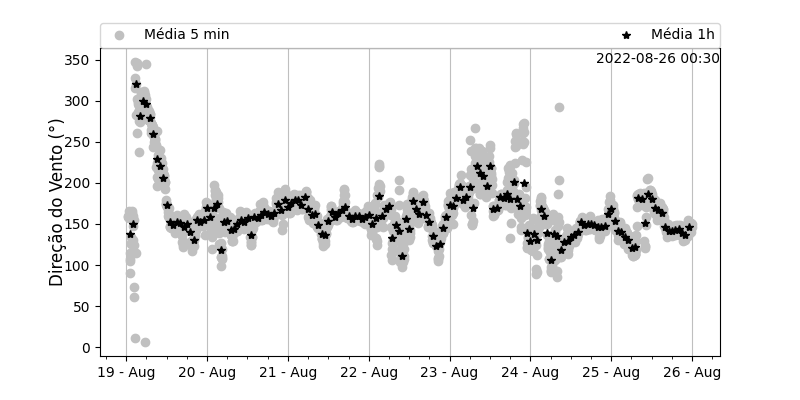 Média 5 min
Média 1h
2022-08-26 00:30
Direção do Vento (°)
350
300
250
200
150
100
50
0
19 - Aug
20 - Aug
21 - Aug
22 - Aug
23 - Aug
24 - Aug
25 - Aug
26 - Aug